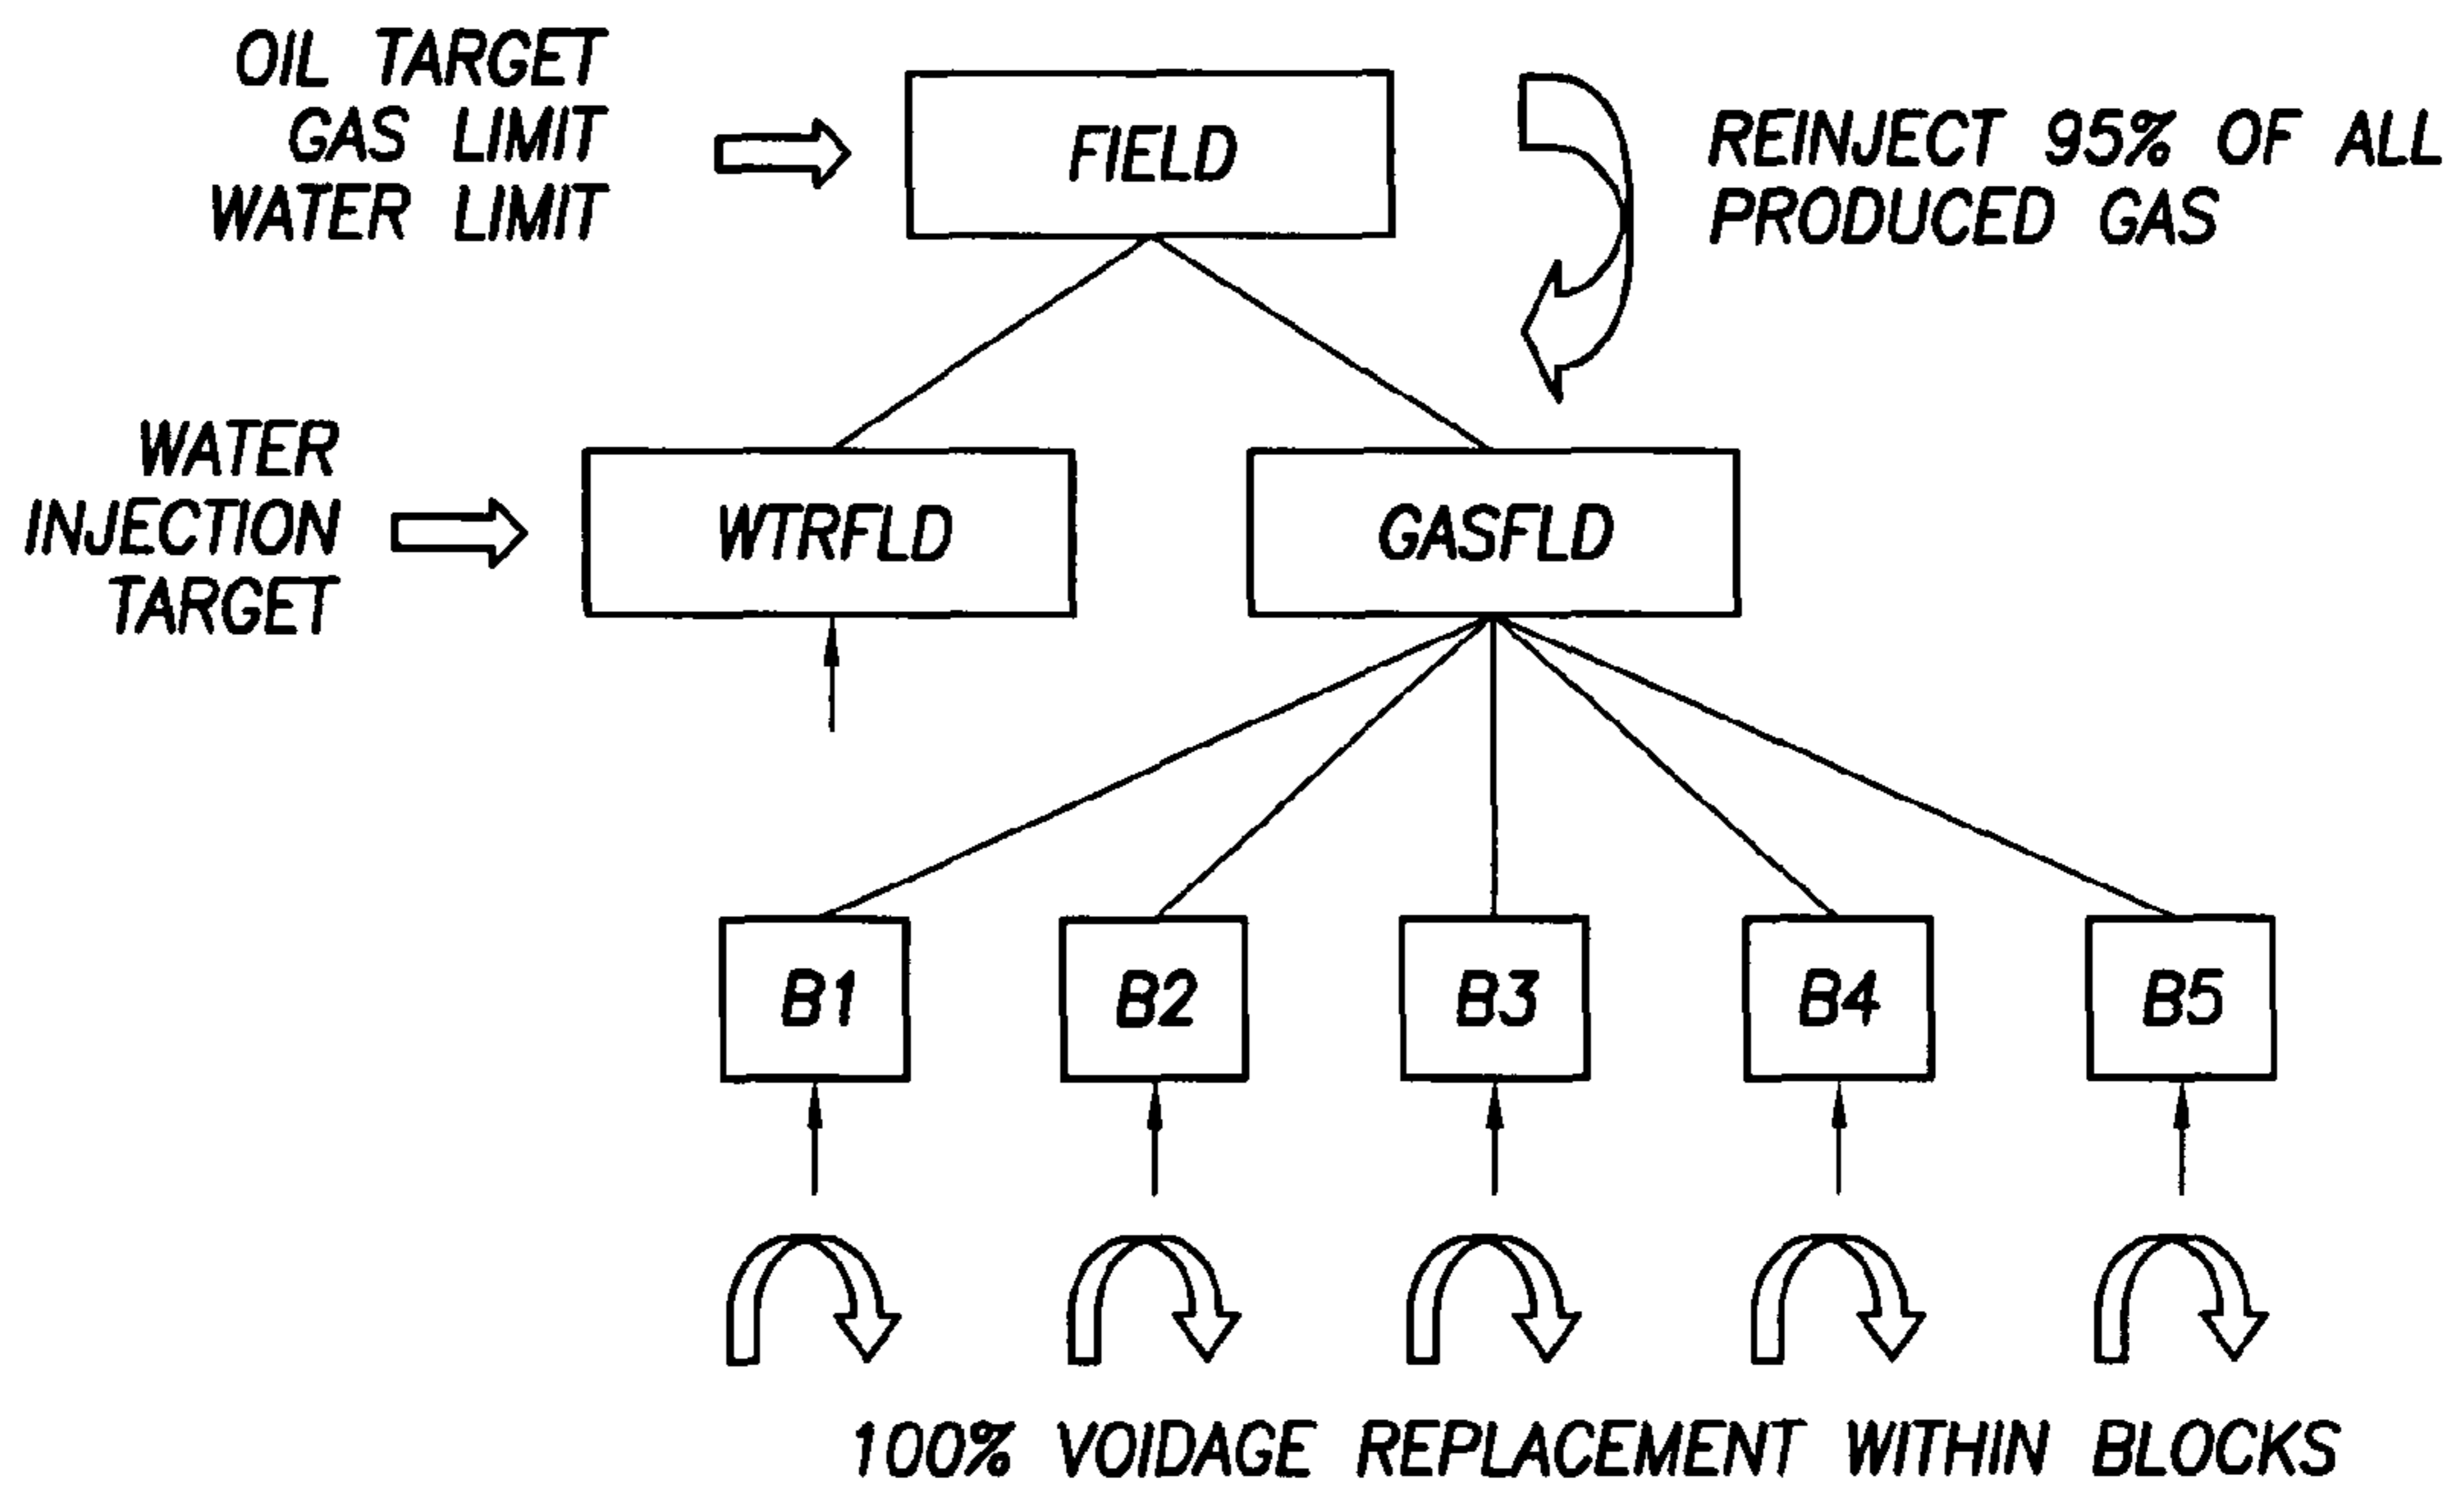 OIL TARGET
GAS LIMIT
WATER LIMIT
FIELD
REINJECT 95% OF ALL
PRODUCED GAS
WATER
INJECTION
TARGET
WTRFLD
GASFLD
B1
B2
B3
B4
B5
100% VOIDAGE REPLACEMENT WITHIN BLOCKS